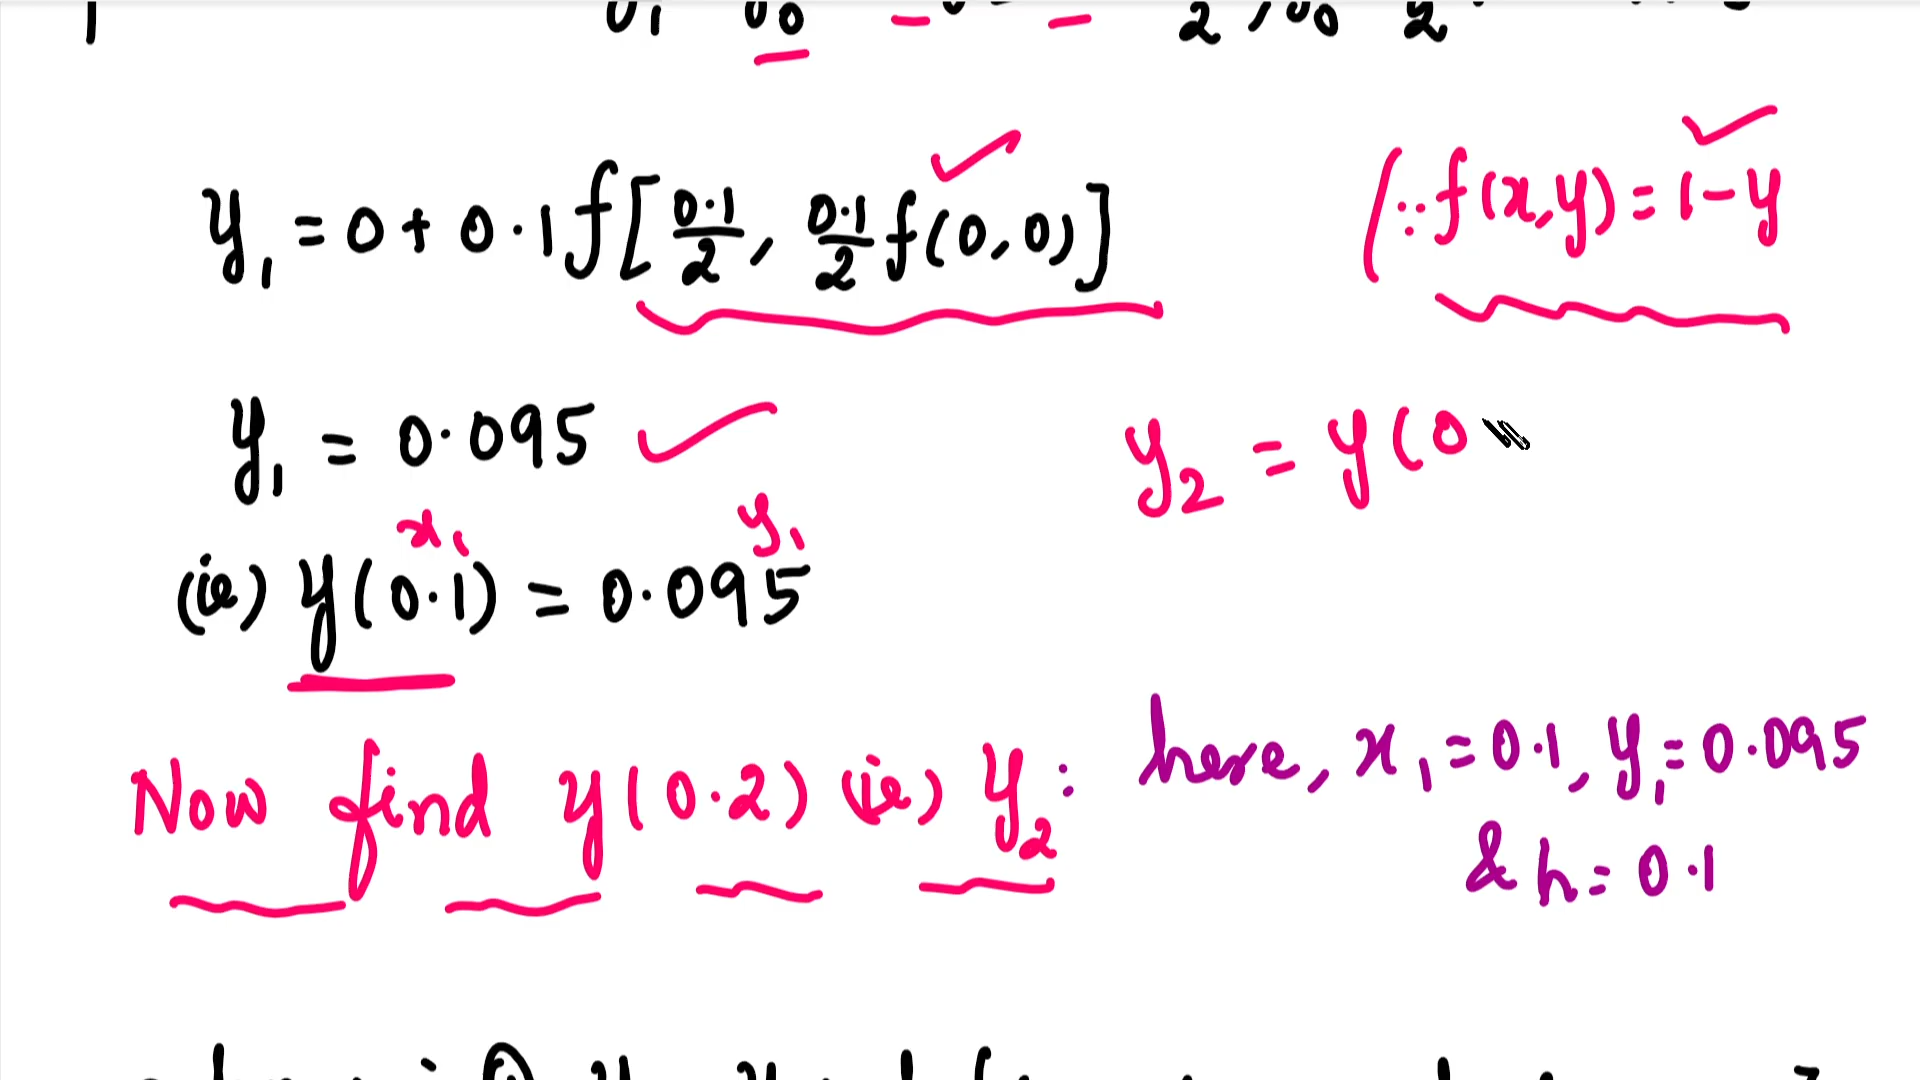 y₁ = 0 + 0.1 f[0.1/2, 0.1/2 f(0,0)]
(∵ f(x,y) = 1-y
y₁ = 0.095
y₂ = y(0
x₁ y₁
(ie) y(0.1) = 0.095
Now find y(0.2) (ie) y₂ :
here, x₁ = 0.1, y₁ = 0.095
& h = 0.1